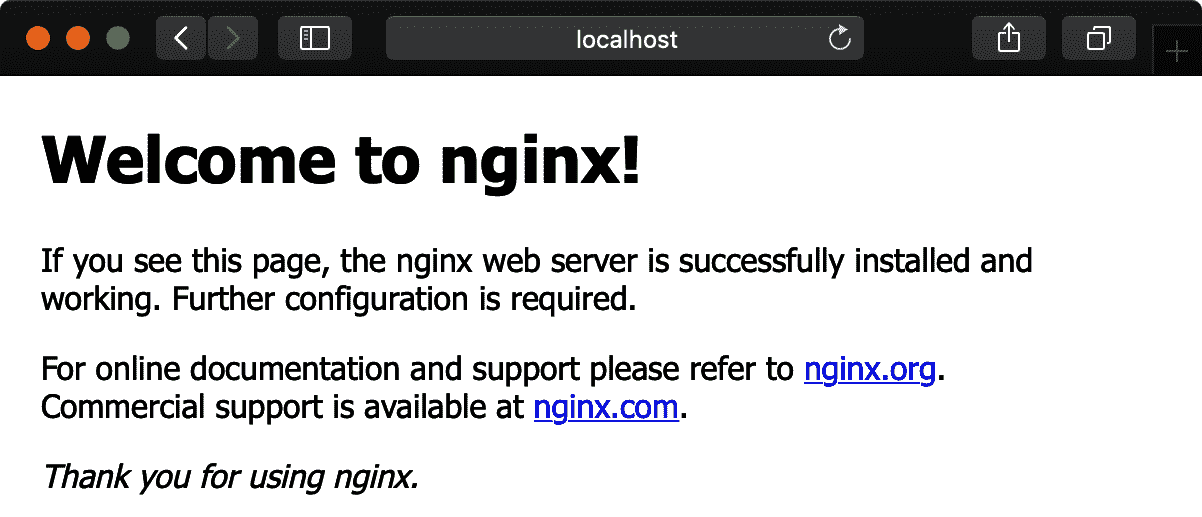 localhost
Welcome to nginx!
If you see this page, the nginx web server is successfully installed and
working. Further configuration is required.
For online documentation and support please refer to nginx.org.
Commercial support is available at nginx.com.
Thank you for using nginx.